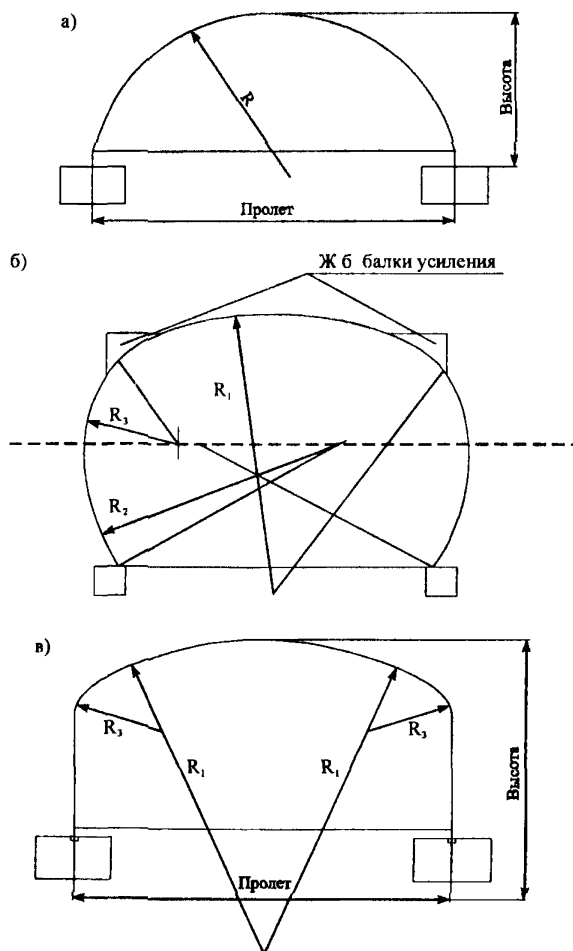 а)
R
Высота
Пролет
б)
Ж б балки усиления
R₁
R₃
R₂
в)
R₃
R₃
R₁
R₁
Высота
Пролет